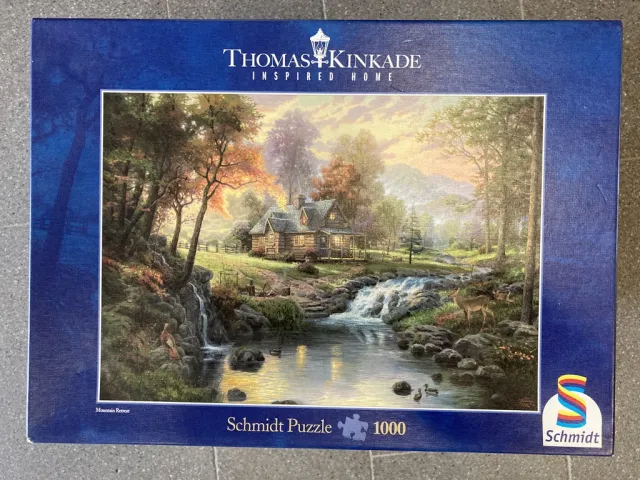 THOMAS KINKADE
INSPIRED HOME
Mountain Retreat
Schmidt Puzzle 1000
Schmidt